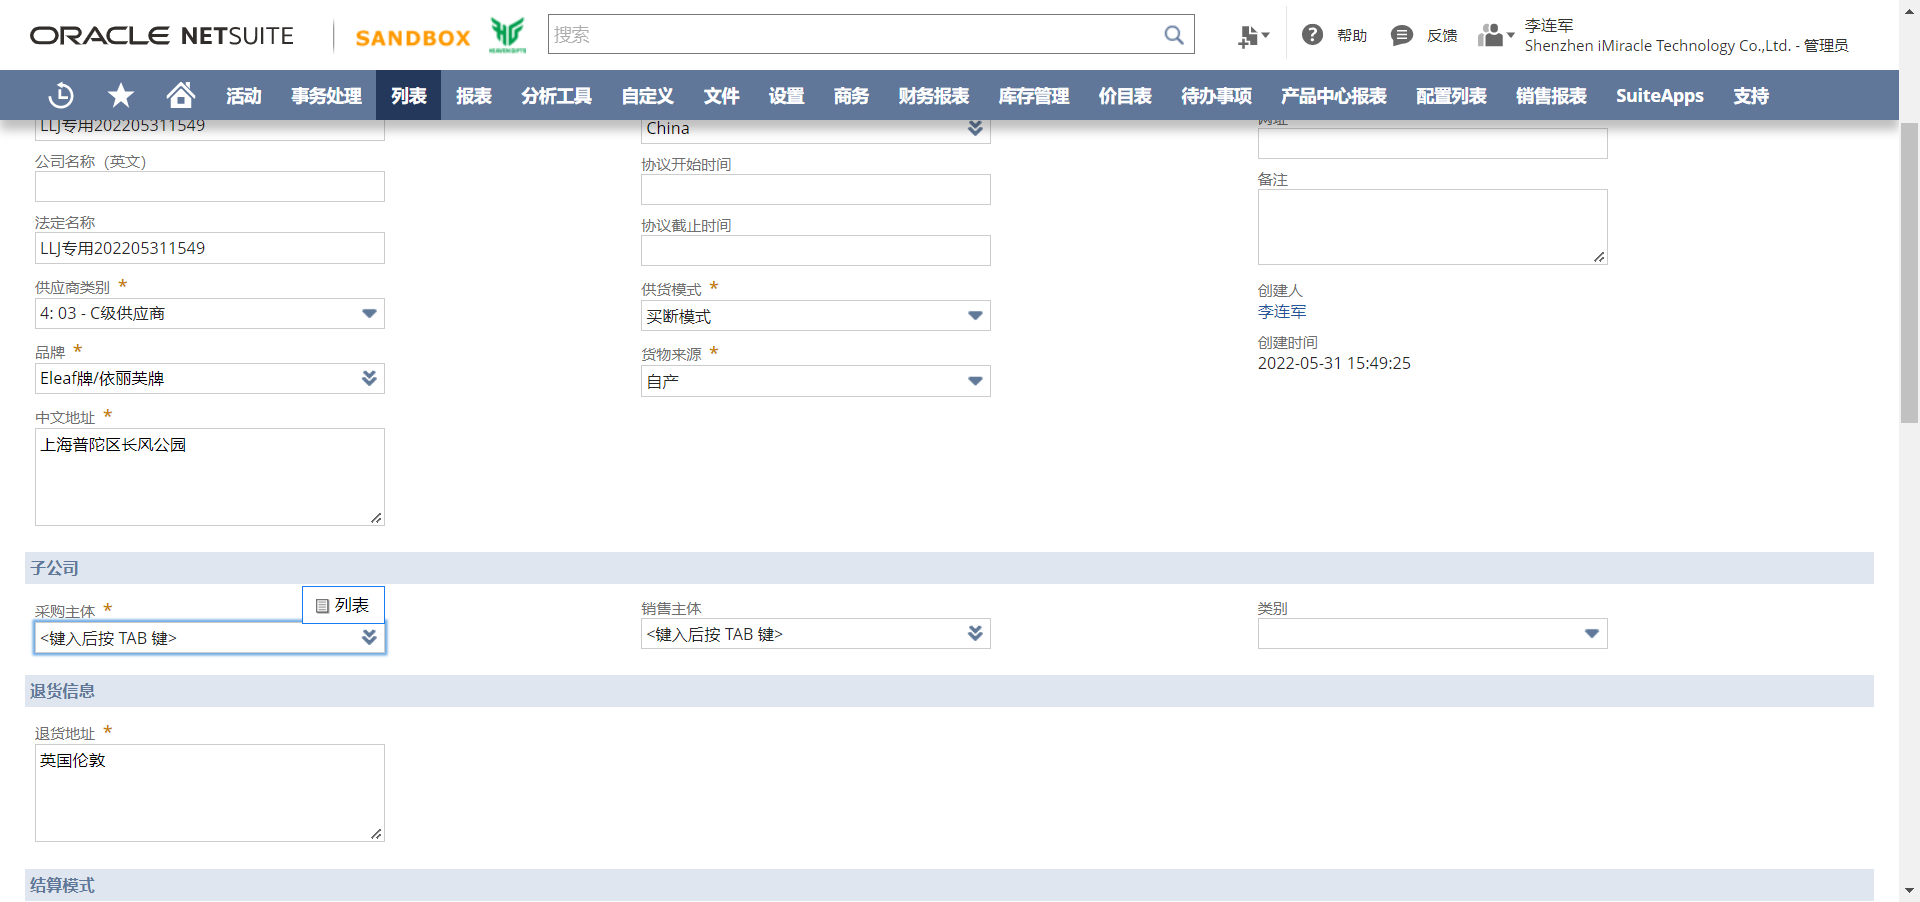 ORACLE NETSUITE
SANDBOX
HEAVEN GIFTS
搜索
帮助
反馈
李连军
Shenzhen iMiracle Technology Co.,Ltd. - 管理员
活动 事务处理 列表 报表 分析工具 自定义 文件 设置 商务 财务报表 库存管理 价目表 待办事项 产品中心报表 配置列表 销售报表 SuiteApps 支持
LLJ专用202205311549
China
网址
公司名称（英文）
协议开始时间
备注
法定名称
LLJ专用202205311549
协议截止时间
供应商类别 *
4: 03 - C级供应商
供货模式 *
买断模式
创建人
李连军
品牌 *
Eleaf牌/依丽芙牌
货物来源 *
自产
创建时间
2022-05-31 15:49:25
中文地址 *
上海普陀区长风公园
子公司
列表
采购主体 *
<键入后按 TAB 键>
销售主体
<键入后按 TAB 键>
类别
退货信息
退货地址 *
英国伦敦
结算模式